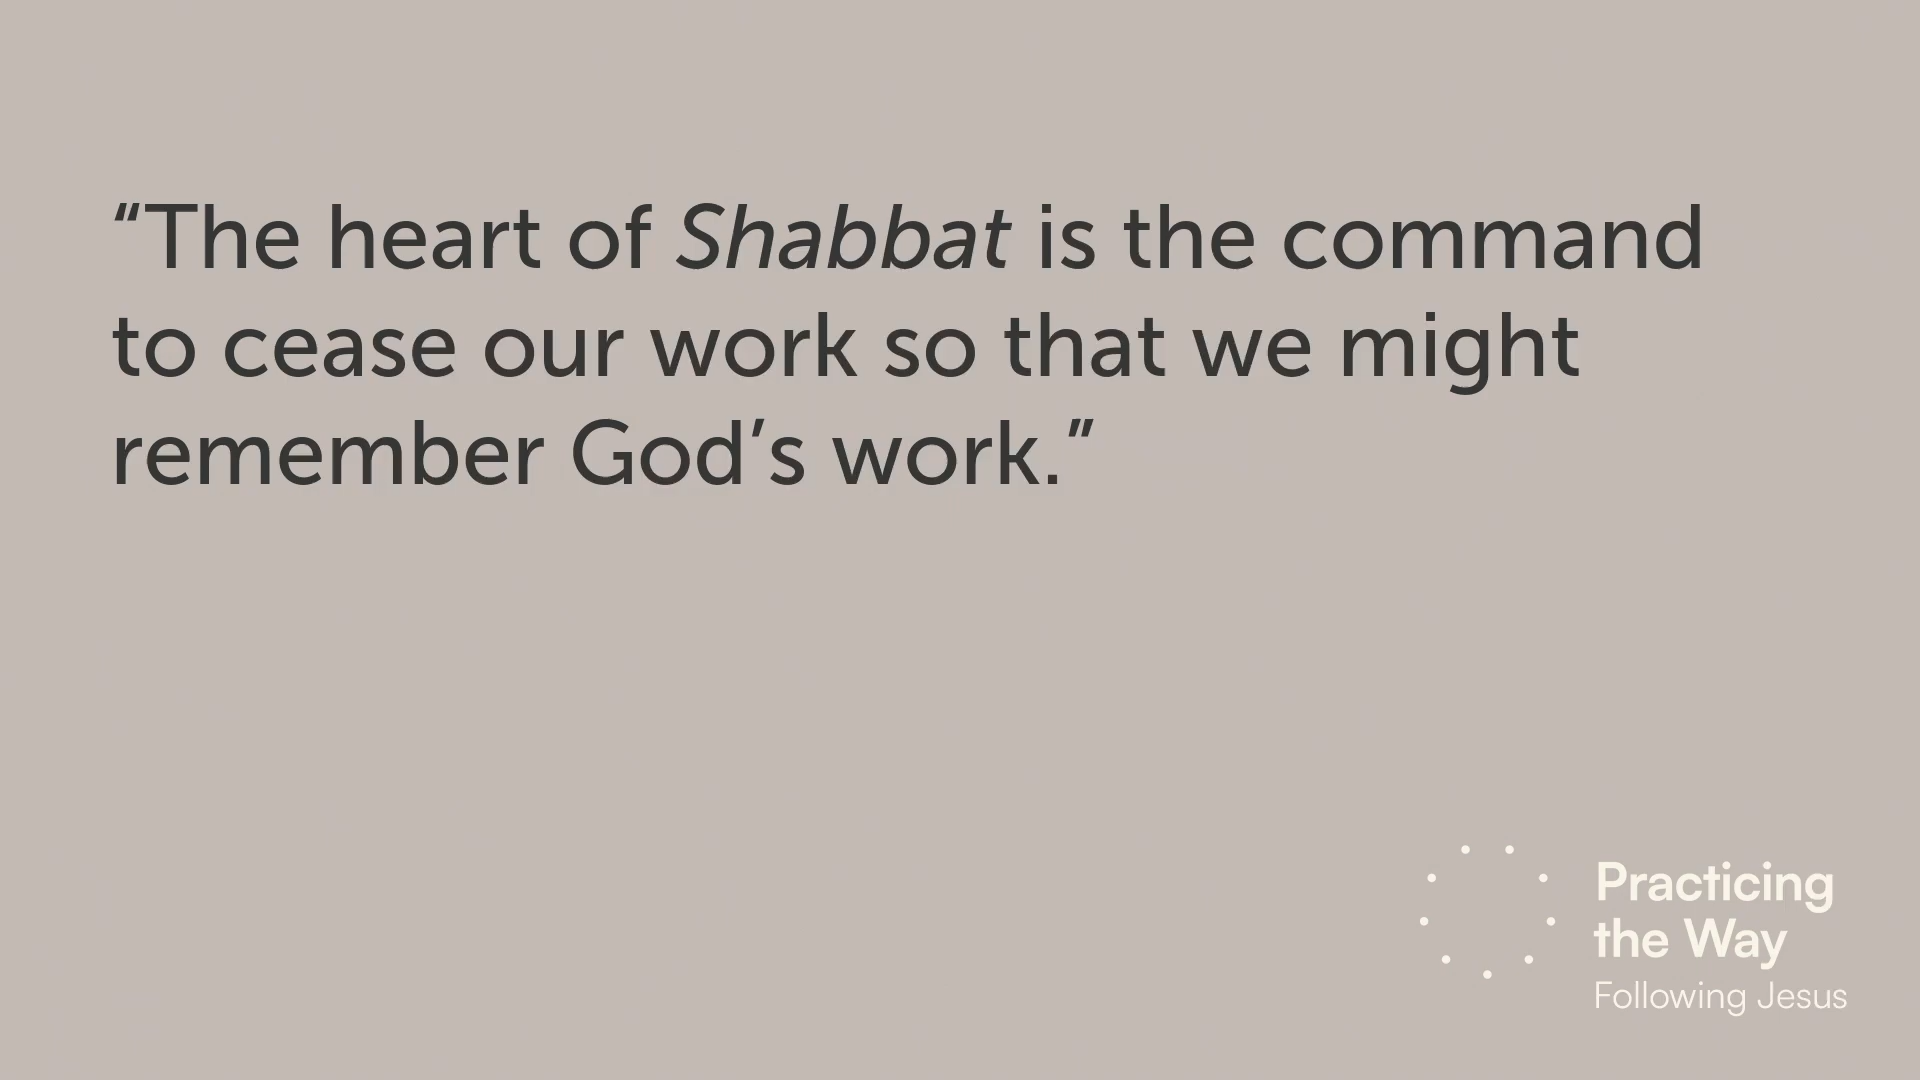 “The heart of Shabbat is the command
to cease our work so that we might
remember God’s work.”
Practicing
the Way
Following Jesus